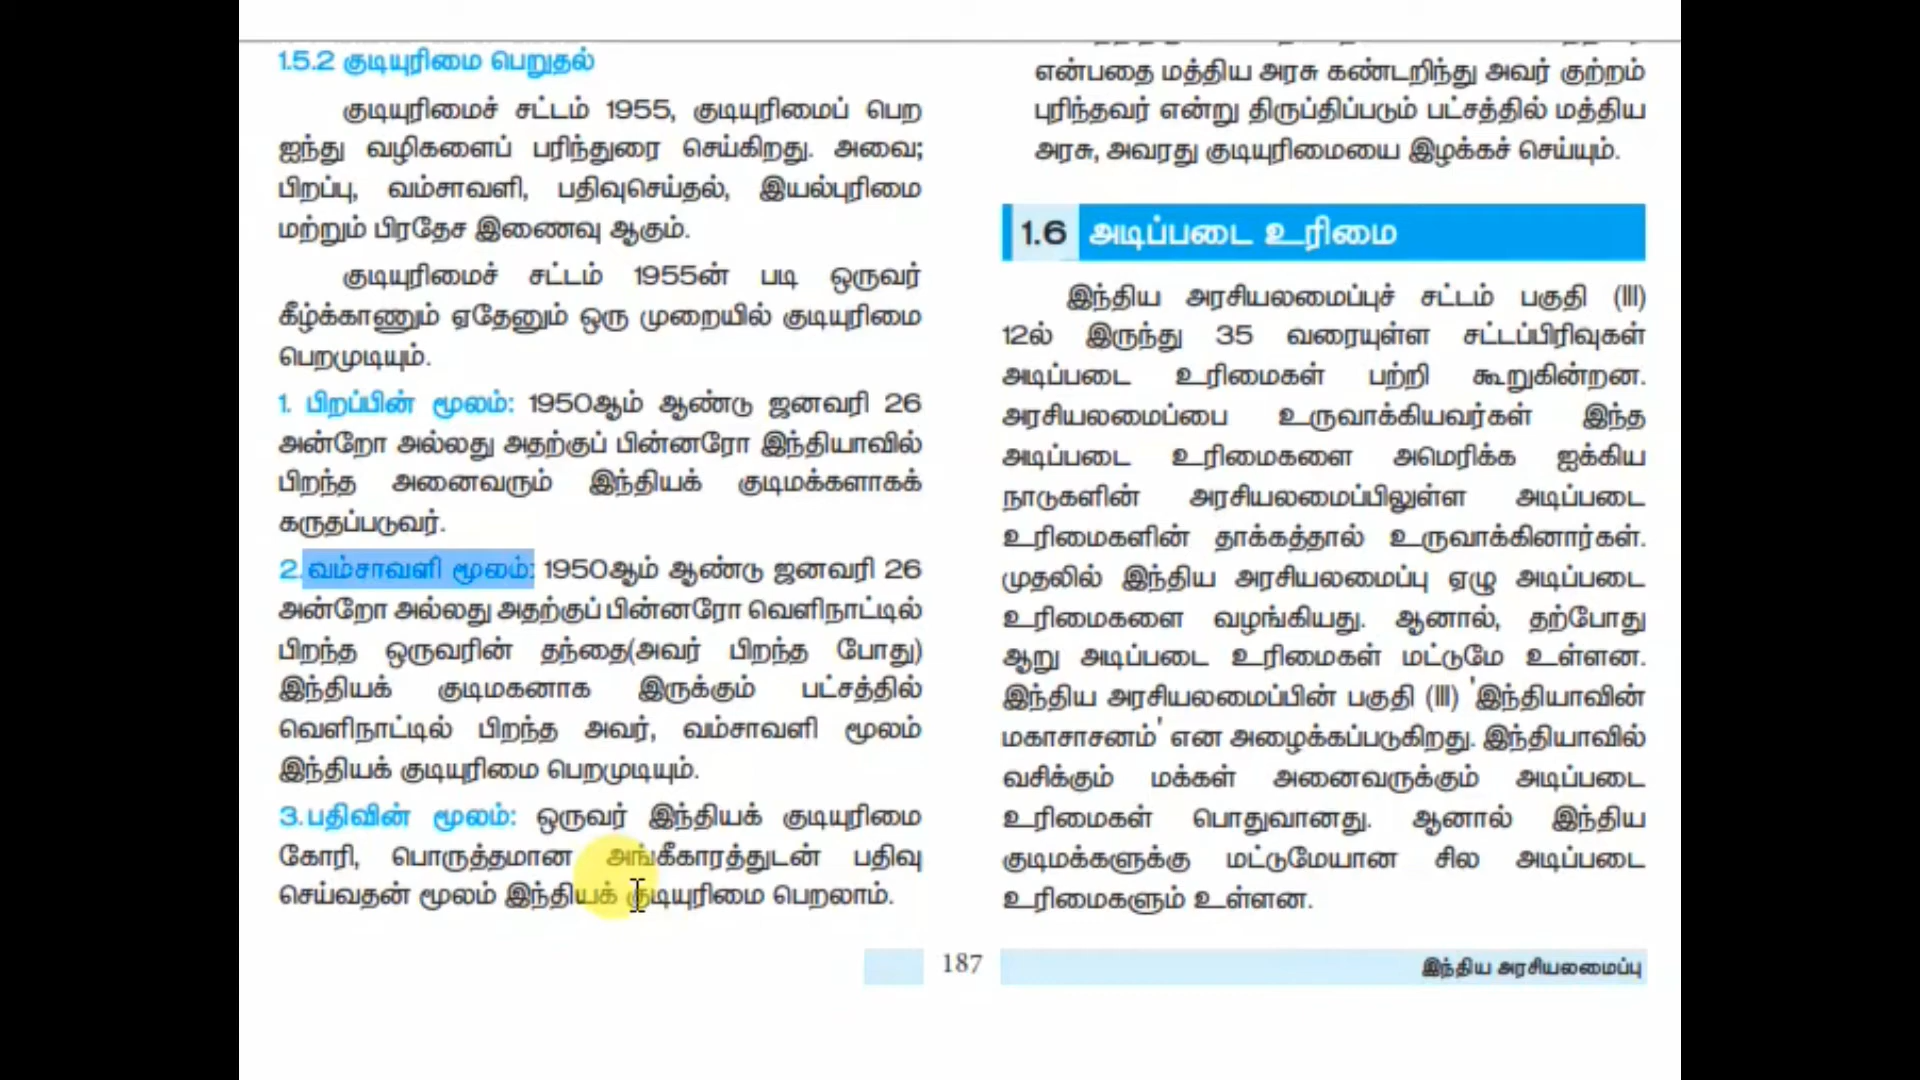 1.5.2 குடியுரிமை பெறுதல்
குடியுரிமைச் சட்டம் 1955, குடியுரிமைப் பெற
ஐந்து வழிகளைப் பரிந்துரை செய்கிறது. அவை;
பிறப்பு, வம்சாவளி, பதிவுசெய்தல், இயல்புரிமை
மற்றும் பிரதேச இணைவு ஆகும்.
குடியுரிமைச் சட்டம் 1955ன் படி ஒருவர்
கீழ்க்காணும் ஏதேனும் ஒரு முறையில் குடியுரிமை
பெறமுடியும்.
1. பிறப்பின் மூலம்: 1950ஆம் ஆண்டு ஜனவரி 26
அன்றோ அல்லது அதற்குப் பின்னரோ இந்தியாவில்
பிறந்த அனைவரும் இந்தியக் குடிமக்களாகக்
கருதப்படுவர்.
2. வம்சாவளி மூலம்: 1950ஆம் ஆண்டு ஜனவரி 26
அன்றோ அல்லது அதற்குப் பின்னரோ வெளிநாட்டில்
பிறந்த ஒருவரின் தந்தை(அவர் பிறந்த போது)
இந்தியக் குடிமகனாக இருக்கும் பட்சத்தில்
வெளிநாட்டில் பிறந்த அவர், வம்சாவளி மூலம்
இந்தியக் குடியுரிமை பெறமுடியும்.
3. பதிவின் மூலம்: ஒருவர் இந்தியக் குடியுரிமை
கோரி, பொருத்தமான அங்கீகாரத்துடன் பதிவு
செய்வதன் மூலம் இந்தியக் குடியுரிமை பெறலாம்.
என்பதை மத்திய அரசு கண்டறிந்து அவர் குற்றம்
புரிந்தவர் என்று திருப்திப்படும் பட்சத்தில் மத்திய
அரசு, அவரது குடியுரிமையை இழக்கச் செய்யும்.
1.6 அடிப்படை உரிமை
இந்திய அரசியலமைப்புச் சட்டம் பகுதி (III)
12ல் இருந்து 35 வரையுள்ள சட்டப்பிரிவுகள்
அடிப்படை உரிமைகள் பற்றி கூறுகின்றன.
அரசியலமைப்பை உருவாக்கியவர்கள் இந்த
அடிப்படை உரிமைகளை அமெரிக்க ஐக்கிய
நாடுகளின் அரசியலமைப்பிலுள்ள அடிப்படை
உரிமைகளின் தாக்கத்தால் உருவாக்கினார்கள்.
முதலில் இந்திய அரசியலமைப்பு ஏழு அடிப்படை
உரிமைகளை வழங்கியது. ஆனால், தற்போது
ஆறு அடிப்படை உரிமைகள் மட்டுமே உள்ளன.
இந்திய அரசியலமைப்பின் பகுதி (III) 'இந்தியாவின்
மகாசாசனம்' என அழைக்கப்படுகிறது. இந்தியாவில்
வசிக்கும் மக்கள் அனைவருக்கும் அடிப்படை
உரிமைகள் பொதுவானது. ஆனால் இந்திய
குடிமக்களுக்கு மட்டுமேயான சில அடிப்படை
உரிமைகளும் உள்ளன.
187
இந்திய அரசியலமைப்பு